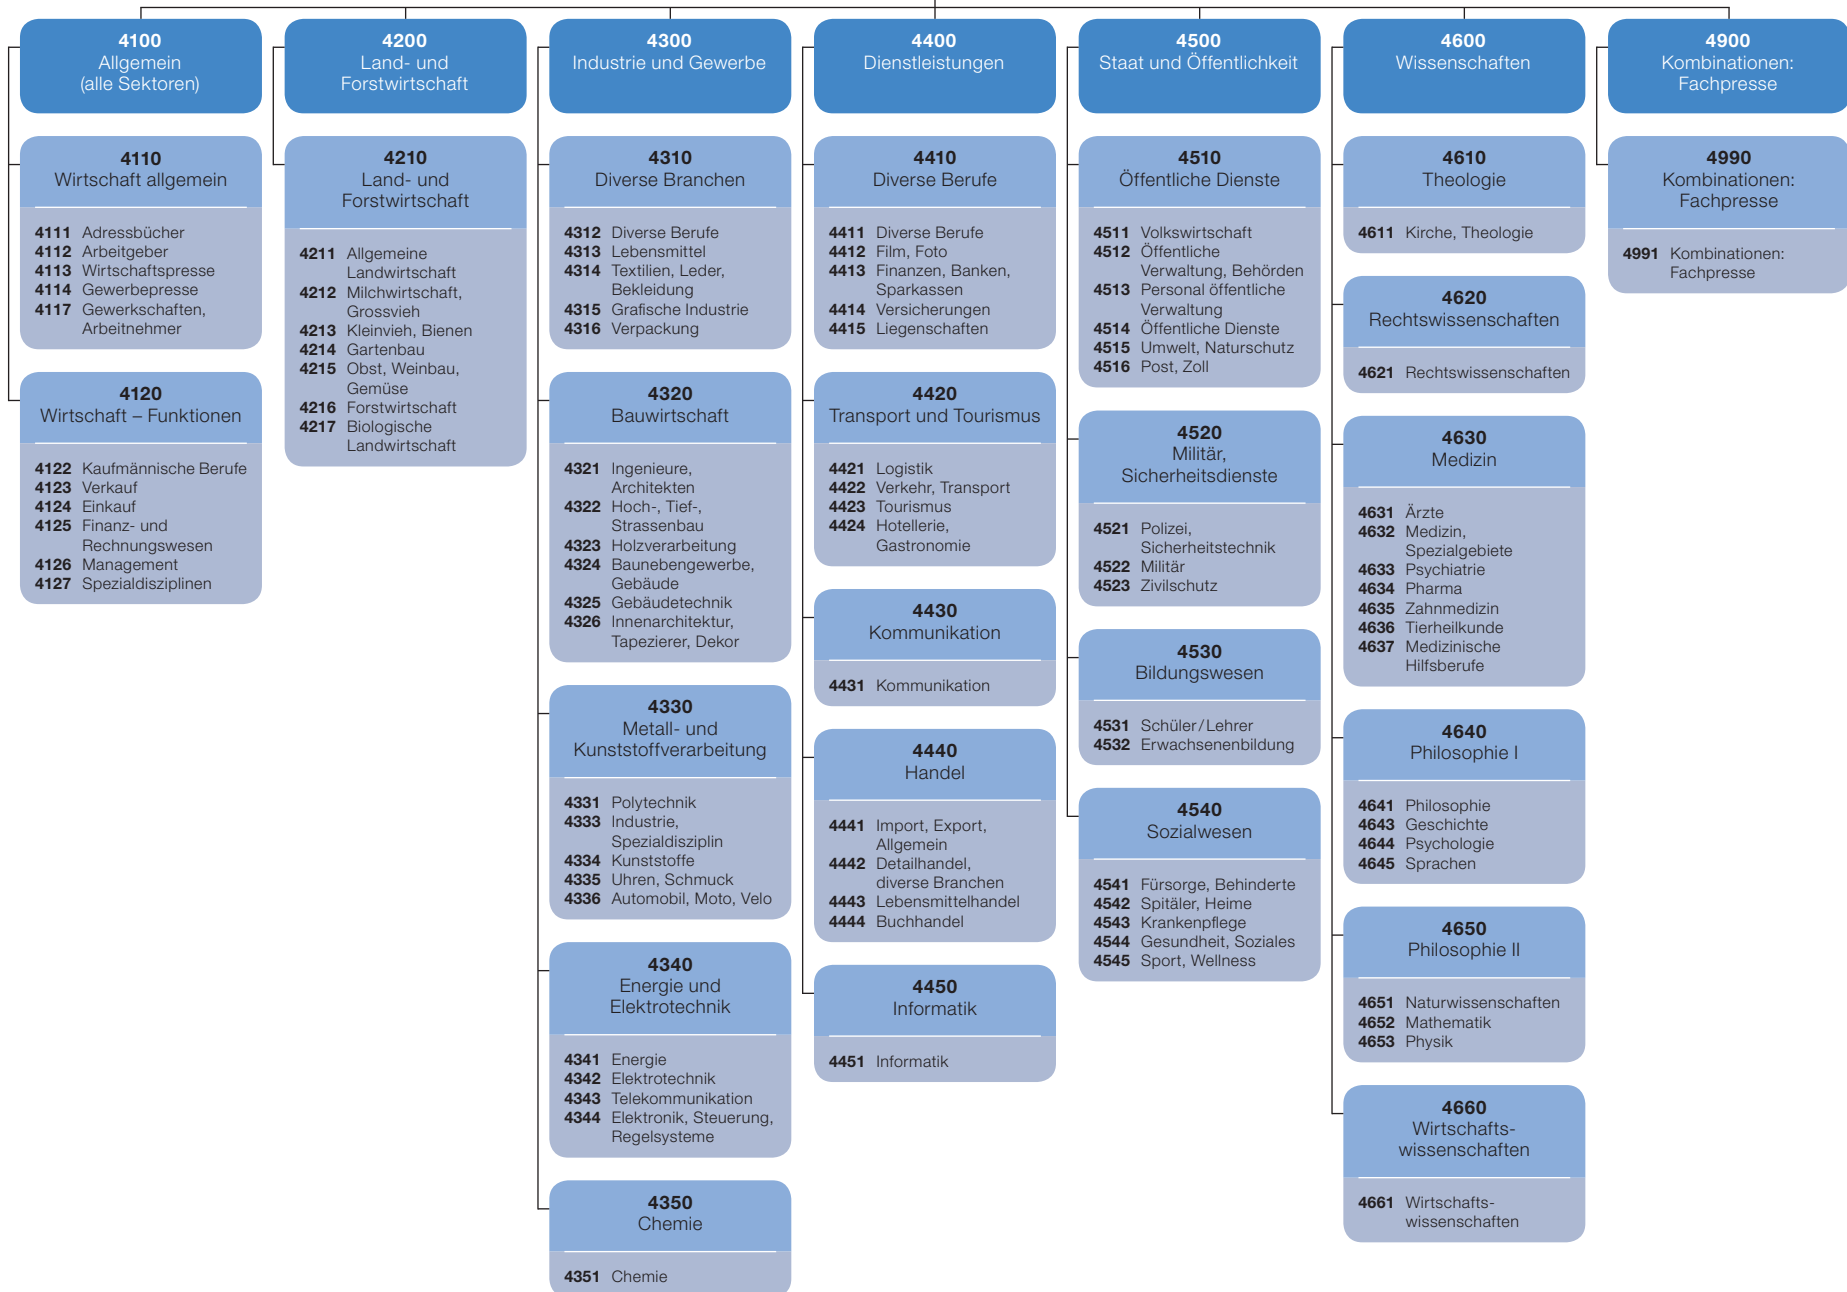 4100
Allgemein
(alle Sektoren)
4110
Wirtschaft allgemein
4111 Adressbücher
4112 Arbeitgeber
4113 Wirtschaftspresse
4114 Gewerbepresse
4117 Gewerkschaften,
Arbeitnehmer
4120
Wirtschaft – Funktionen
4122 Kaufmännische Berufe
4123 Verkauf
4124 Einkauf
4125 Finanz- und
Rechnungswesen
4126 Management
4127 Spezialdisziplinen
4200
Land- und
Forstwirtschaft
4210
Land- und
Forstwirtschaft
4211 Allgemeine
Landwirtschaft
4212 Milchwirtschaft,
Grossvieh
4213 Kleinvieh, Bienen
4214 Gartenbau
4215 Obst, Weinbau,
Gemüse
4216 Forstwirtschaft
4217 Biologische
Landwirtschaft
4300
Industrie und Gewerbe
4310
Diverse Branchen
4312 Diverse Berufe
4313 Lebensmittel
4314 Textilien, Leder,
Bekleidung
4315 Grafische Industrie
4316 Verpackung
4320
Bauwirtschaft
4321 Ingenieure,
Architekten
4322 Hoch-, Tief-,
Strassenbau
4323 Holzverarbeitung
4324 Baunebengewerbe,
Gebäude
4325 Gebäudetechnik
4326 Innenarchitektur,
Tapezierer, Dekor
4330
Metall- und
Kunststoffverarbeitung
4331 Polytechnik
4333 Industrie,
Spezialdisziplin
4334 Kunststoffe
4335 Uhren, Schmuck
4336 Automobil, Moto, Velo
4340
Energie und
Elektrotechnik
4341 Energie
4342 Elektrotechnik
4343 Telekommunikation
4344 Elektronik, Steuerung,
Regelsysteme
4350
Chemie
4351 Chemie
4400
Dienstleistungen
4410
Diverse Berufe
4411 Diverse Berufe
4412 Film, Foto
4413 Finanzen, Banken,
Sparkassen
4414 Versicherungen
4415 Liegenschaften
4420
Transport und Tourismus
4421 Logistik
4422 Verkehr, Transport
4423 Tourismus
4424 Hotellerie,
Gastronomie
4430
Kommunikation
4431 Kommunikation
4440
Handel
4441 Import, Export,
Allgemein
4442 Detailhandel,
diverse Branchen
4443 Lebensmittelhandel
4444 Buchhandel
4450
Informatik
4451 Informatik
4500
Staat und Öffentlichkeit
4510
Öffentliche Dienste
4511 Volkswirtschaft
4512 Öffentliche
Verwaltung, Behörden
4513 Personal öffentliche
Verwaltung
4514 Öffentliche Dienste
4515 Umwelt, Naturschutz
4516 Post, Zoll
4520
Militär,
Sicherheitsdienste
4521 Polizei,
Sicherheitstechnik
4522 Militär
4523 Zivilschutz
4530
Bildungswesen
4531 Schüler/Lehrer
4532 Erwachsenenbildung
4540
Sozialwesen
4541 Fürsorge, Behinderte
4542 Spitäler, Heime
4543 Krankenpflege
4544 Gesundheit, Soziales
4545 Sport, Wellness
4600
Wissenschaften
4610
Theologie
4611 Kirche, Theologie
4620
Rechtswissenschaften
4621 Rechtswissenschaften
4630
Medizin
4631 Ärzte
4632 Medizin,
Spezialgebiete
4633 Psychiatrie
4634 Pharma
4635 Zahnmedizin
4636 Tierheilkunde
4637 Medizinische
Hilfsberufe
4640
Philosophie I
4641 Philosophie
4643 Geschichte
4644 Psychologie
4645 Sprachen
4650
Philosophie II
4651 Naturwissenschaften
4652 Mathematik
4653 Physik
4660
Wirtschafts-
wissenschaften
4661 Wirtschafts-
wissenschaften
4900
Kombinationen:
Fachpresse
4990
Kombinationen:
Fachpresse
4991 Kombinationen:
Fachpresse